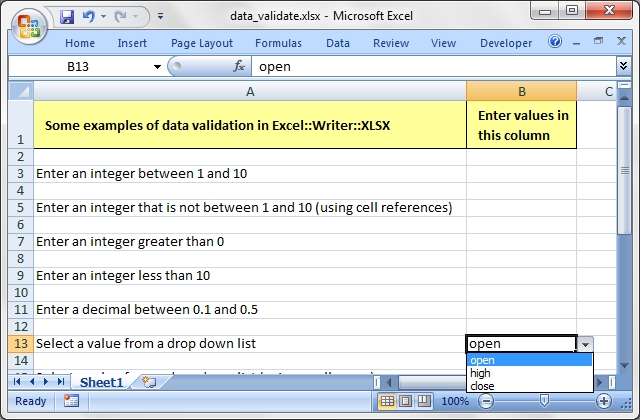 data_validate.xlsx - Microsoft Excel
Home Insert Page Layout Formulas Data Review View Developer
B13 fx open
A B C
1 Some examples of data validation in Excel::Writer::XLSX Enter values in
this column
2
3 Enter an integer between 1 and 10
4
5 Enter an integer that is not between 1 and 10 (using cell references)
6
7 Enter an integer greater than 0
8
9 Enter an integer less than 10
10
11 Enter a decimal between 0.1 and 0.5
12
13 Select a value from a drop down list open
14 open
high
Sheet1 close
Ready 100%